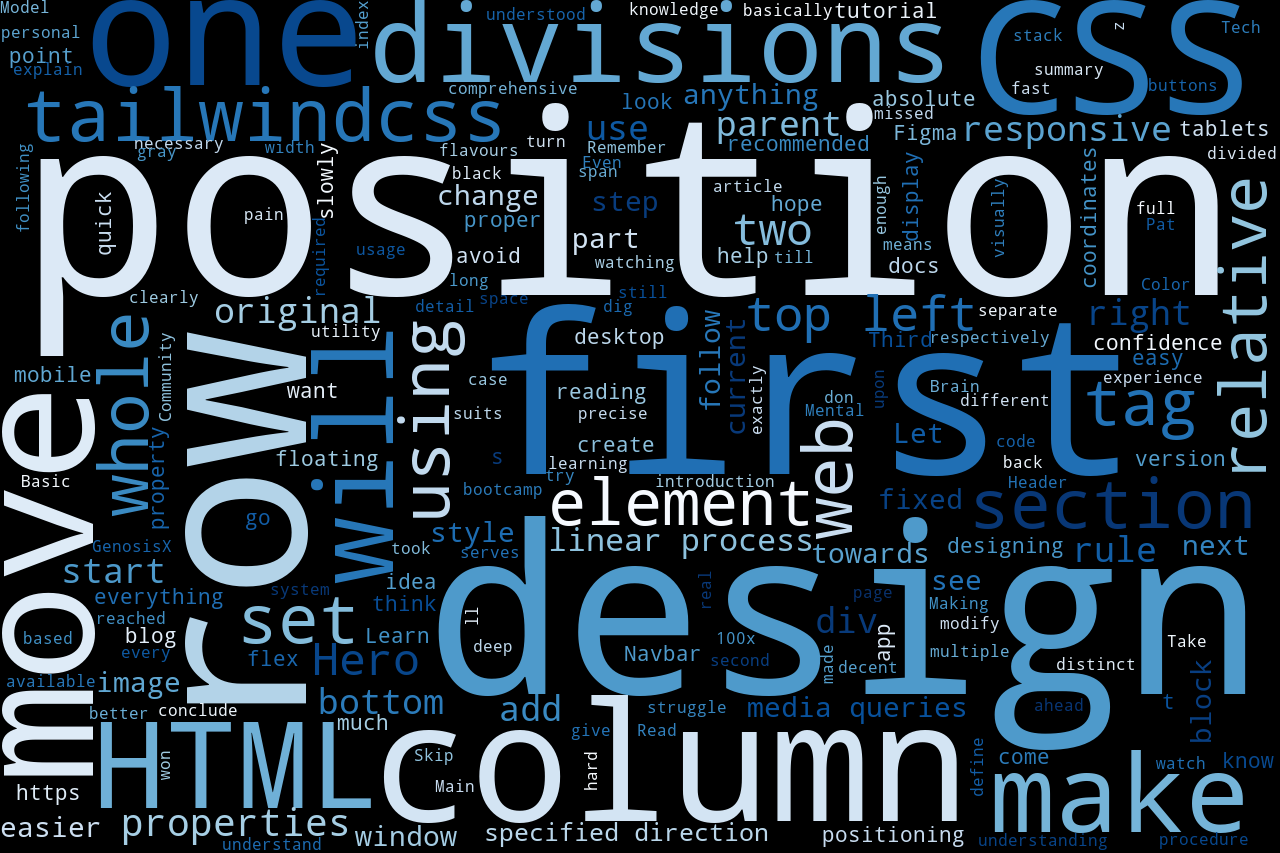 Model
one
index
divisions
understood
knowledge
basically
tutorial
css
z
stack
Tech
personal
point
explain
comprehensive
summary
fast
buttons
tailwindcss
look
anything
absolute
missed
necessary
gray
width
slowly
flavours
turn
use
Remember
Even
span
parent
recommended
Figma
responsive
tablets
divided
following
position
quick
pain
required
usage
black
change
proper
avoid
long
step
part
watching
article
hope
two
help
till
enough
means
docs
display
visually
coordinates
full
Pat
Color
relative
clearly
original
utility
detail
space
dig
still
desktop
top left
Third
respectively
separate
right
confidence
easy
experience
mobile
whole
Community
property
row
want
will
using
case
suits
first
reading
precise
create
follow
current
exactly
don
Mental
upon
Brain
different
tag
Let
code
back
version
Basic
move
floating
s
learning
try
bootcamp
introduction
element
web
fixed
Header
section
go
GenosisX
start
everything
reached
based
blog
every
available
image
better
conclude
system
set
took
idea
think
Learn
flex
Hero
bottom
much
style
serves
linear process
towards
designing
rule
next
design
ll
deep
real
page
div
see
Making
modify
app
100x
Navbar
second
made
decent
multiple
distinct
Take
block
t
ahead
add
struggle
media queries
give
Read
HTML
won
https
easier
properties
understand
window
Skip
Main
column
hard
specified direction
positioning
define
come
make
watch
know
understanding
procedure